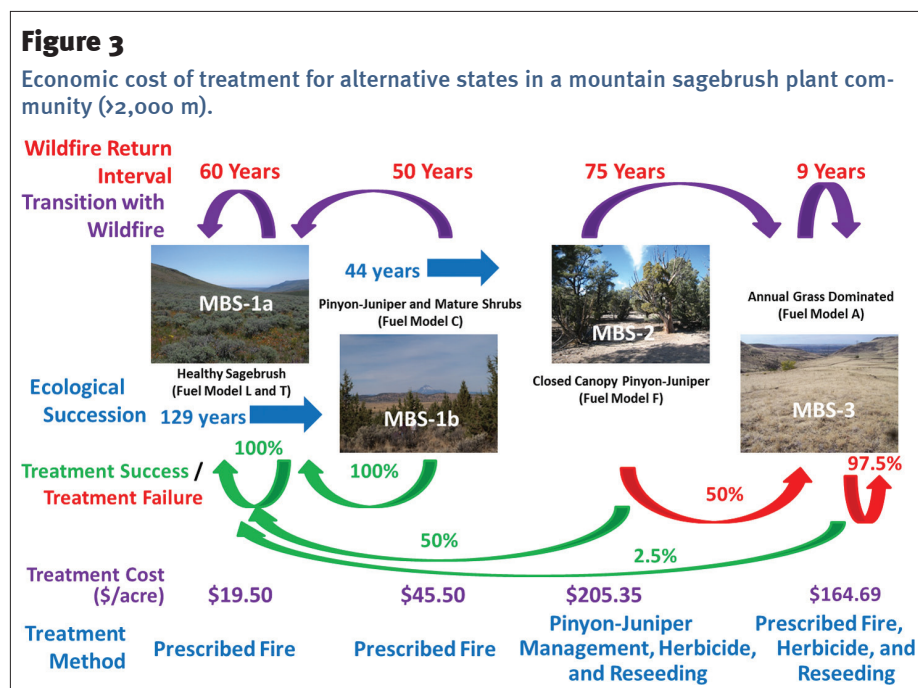 Figure 3
Economic cost of treatment for alternative states in a mountain sagebrush plant com-
munity (>2,000 m).
Wildfire Return
Interval
60 Years
50 Years
75 Years
9 Years
Transition with
Wildfire
MBS-1a
44 years
Pinyon-Juniper and Mature Shrubs
(Fuel Model C)
MBS-2
Annual Grass Dominated
(Fuel Model A)
Healthy Sagebrush
(Fuel Model L and T)
Closed Canopy Pinyon-Juniper
(Fuel Model F)
Ecological
Succession
129 years
MBS-1b
MBS-3
Treatment Success /
Treatment Failure
100%
100%
50%
97.5%
50%
2.5%
Treatment Cost
($/acre)
$19.50
$45.50
$205.35
$164.69
Treatment
Method
Prescribed Fire
Prescribed Fire
Pinyon-Juniper
Management, Herbicide,
and Reseeding
Prescribed Fire,
Herbicide, and
Reseeding